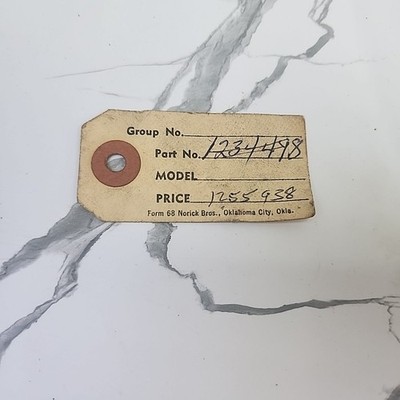 Group No.
Part No. 1234498
MODEL
PRICE 1255938
Form 68 Norick Bros., Oklahoma City, Okla.